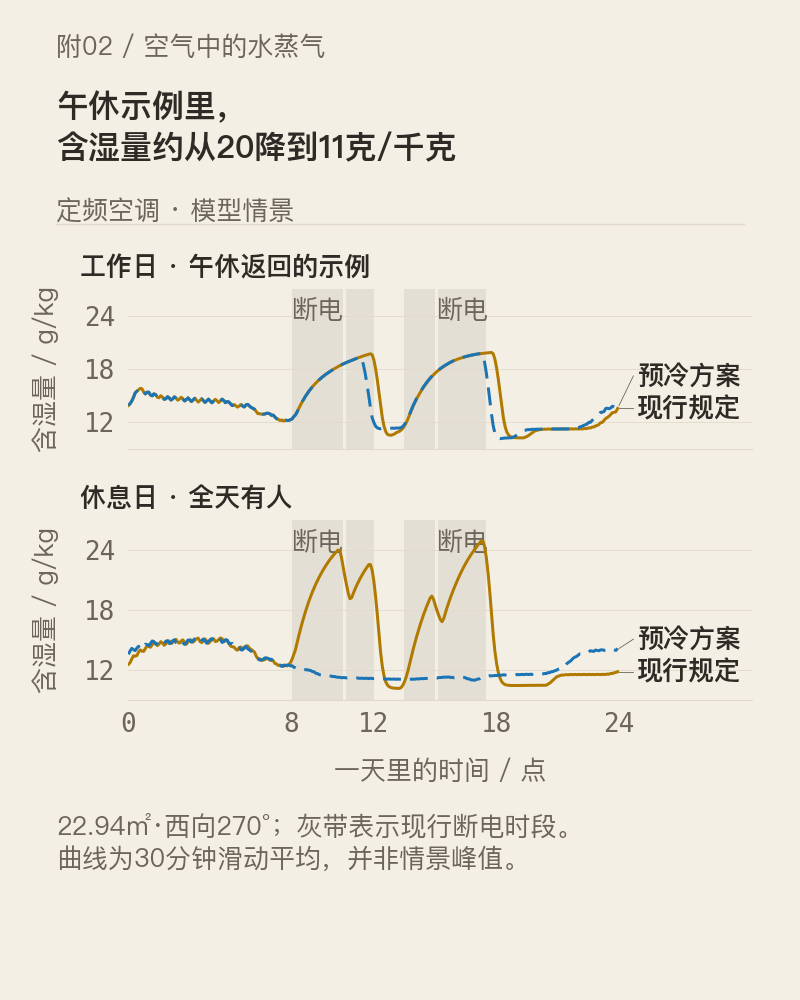 附02 / 空气中的水蒸气
午休示例里，
含湿量约从20降到11克/千克
定频空调 · 模型情景
工作日 · 午休返回的示例
含湿量 / g/kg
24
18
12
断电
断电
预冷方案
现行规定
休息日 · 全天有人
含湿量 / g/kg
24
18
12
断电
断电
预冷方案
现行规定
0 8 12 18 24
一天里的时间 / 点
22.94㎡·西向270°；灰带表示现行断电时段。
曲线为30分钟滑动平均，并非情景峰值。